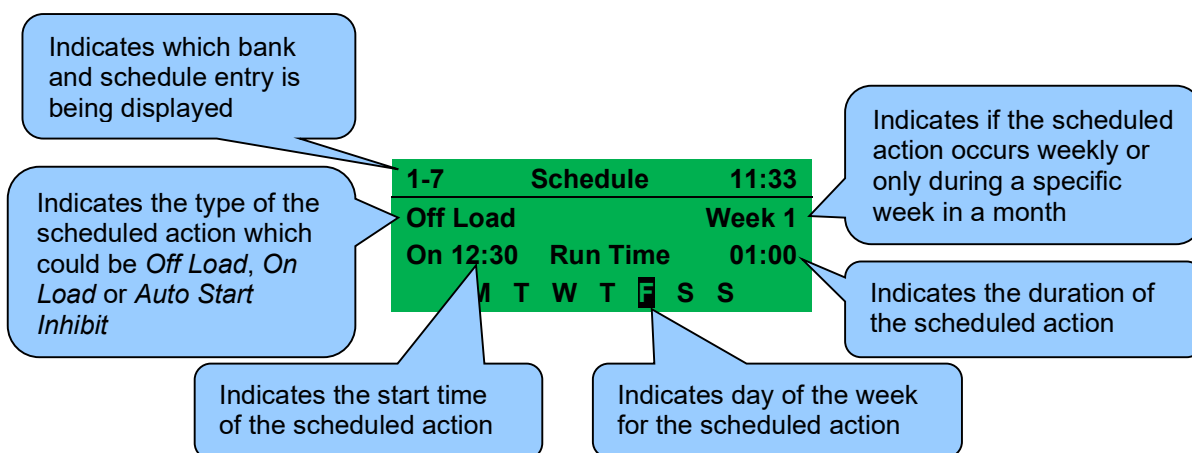 Indicates which bank
and schedule entry is
being displayed
Indicates the type of the
scheduled action which
could be Off Load, On
Load or Auto Start
Inhibit
1-7 Schedule 11:33
Off Load Week 1
On 12:30 Run Time 01:00
M T W T F S S
Indicates if the scheduled
action occurs weekly or
only during a specific
week in a month
Indicates the duration of
the scheduled action
Indicates the start time
of the scheduled action
Indicates day of the week
for the scheduled action